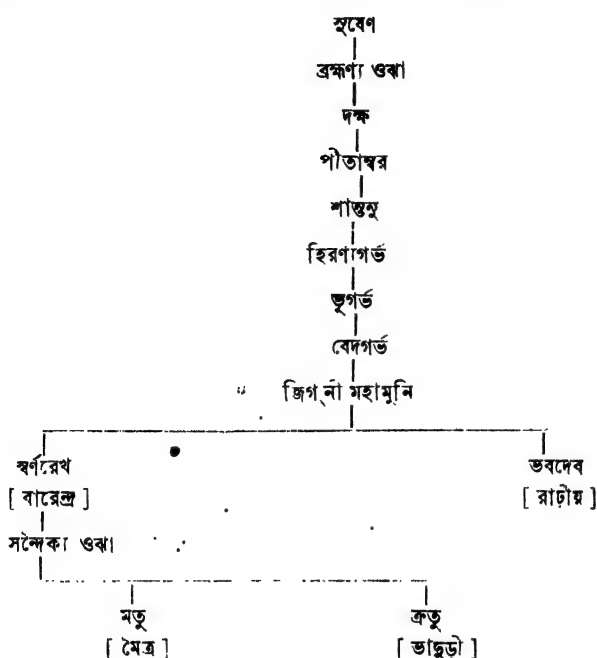 সুষেণ
ব্রহ্মণ্য ওঝা
দক্ষ
পীতাম্বর
শান্তনু
হিরণ্যগর্ভ
ভূগর্ভ
বেদগর্ভ
জিগ্নী মহামুনি
স্বর্ণরেখ ভবদেব
[ বারেন্দ্র ] [ রাঢ়ীয় ]
সন্দৈক্য ওঝা
মতু ক্রতু
[ মৈত্র ] [ ভাদুড়ী ]